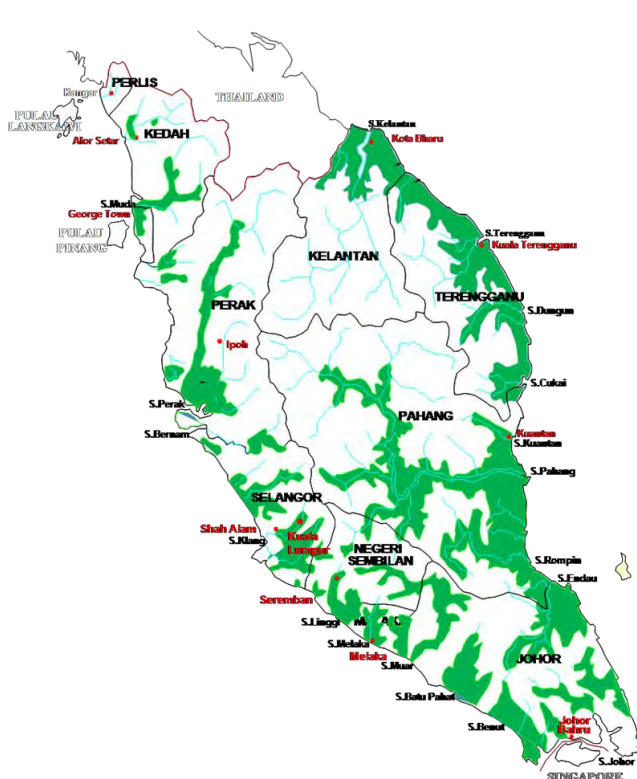 PERLIS
Kangar
THAILAND
PULAU
LANGKAWI
KEDAH
Alor Setar
S.Kelantan
Kota Bharu
S.Muda
George Town
PULAU
PINANG
S.Terengganu
Kuala Terengganu
KELANTAN
TERENGGANU
PERAK
S.Dungun
Ipoh
S.Cukai
S.Perak
PAHANG
S.Bernam
Kuantan
S.Kuantan
S.Pahang
SELANGOR
Shah Alam
Kuala
Lumpur
S.Klang
NEGERI
SEMBILAN
S.Rompin
S.Endau
Seremban
S.Linggi
S.Melaka
Melaka
S.Muar
JOHOR
S.Batu Pahat
S.Benut
Johor
Bahru
S.Johor
SINGAPORE